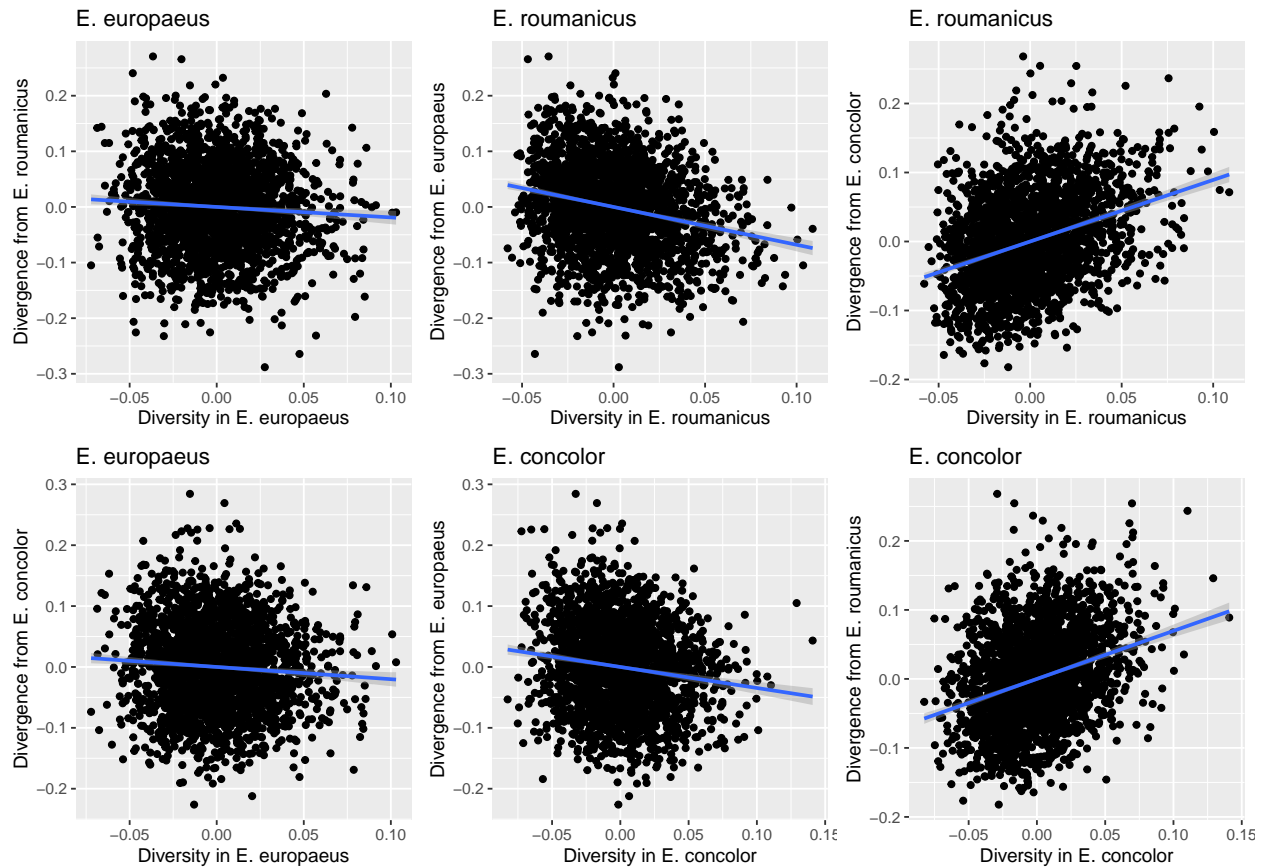 E. europaeus
Divergence from E. roumanicus
0.2
0.1
0.0
−0.1
−0.2
−0.3
−0.05 0.00 0.05 0.10
Diversity in E. europaeus
E. roumanicus
Divergence from E. europaeus
0.2
0.1
0.0
−0.1
−0.2
−0.3
−0.05 0.00 0.05 0.10
Diversity in E. roumanicus
E. roumanicus
Divergence from E. concolor
0.2
0.1
0.0
−0.1
−0.2
−0.05 0.00 0.05 0.10
Diversity in E. roumanicus
E. europaeus
Divergence from E. concolor
0.3
0.2
0.1
0.0
−0.1
−0.2
−0.05 0.00 0.05 0.10
Diversity in E. europaeus
E. concolor
Divergence from E. europaeus
0.3
0.2
0.1
0.0
−0.1
−0.2
−0.05 0.00 0.05 0.10
Diversity in E. concolor
E. concolor
Divergence from E. roumanicus
0.2
0.1
0.0
−0.1
−0.2
−0.05 0.00 0.05 0.10
Diversity in E. concolor